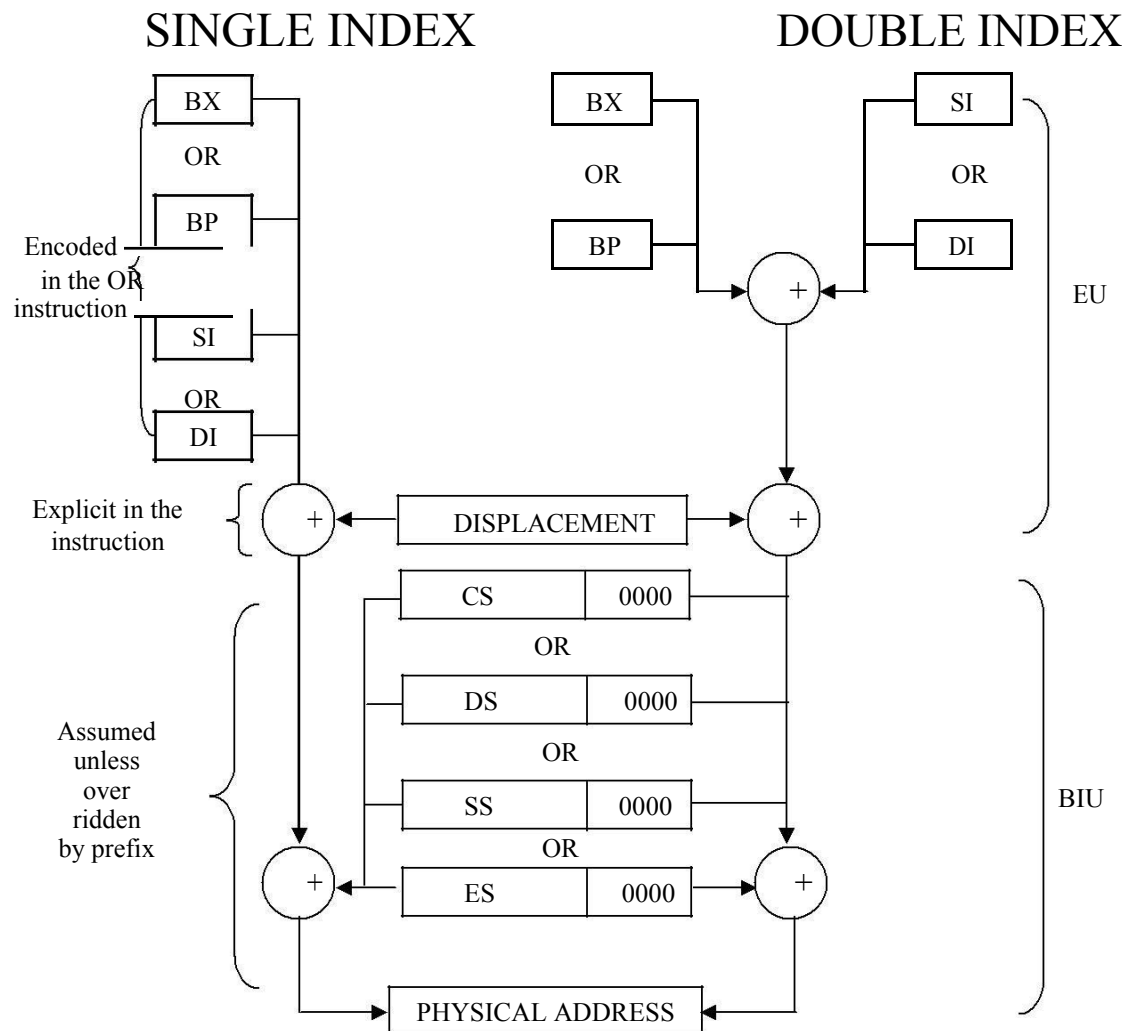 SINGLE INDEX
DOUBLE INDEX
BX
BX
SI
OR
OR
OR
BP
BP
DI
Encoded
in the OR
instruction
EU
SI
OR
DI
Explicit in the
instruction
DISPLACEMENT
+
+
+
CS
0000
OR
DS
0000
Assumed
unless
over
ridden
by prefix
OR
SS
0000
BIU
OR
ES
0000
+
+
PHYSICAL ADDRESS